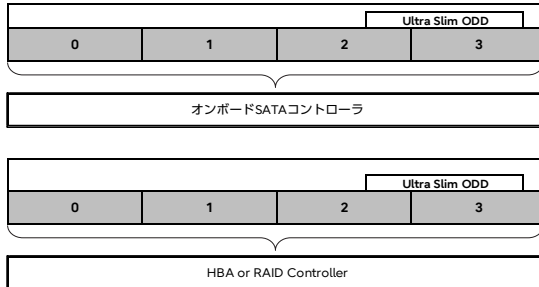 Ultra Slim ODD
0 1 2 3
オンボードSATAコントローラ
Ultra Slim ODD
0 1 2 3
HBA or RAID Controller